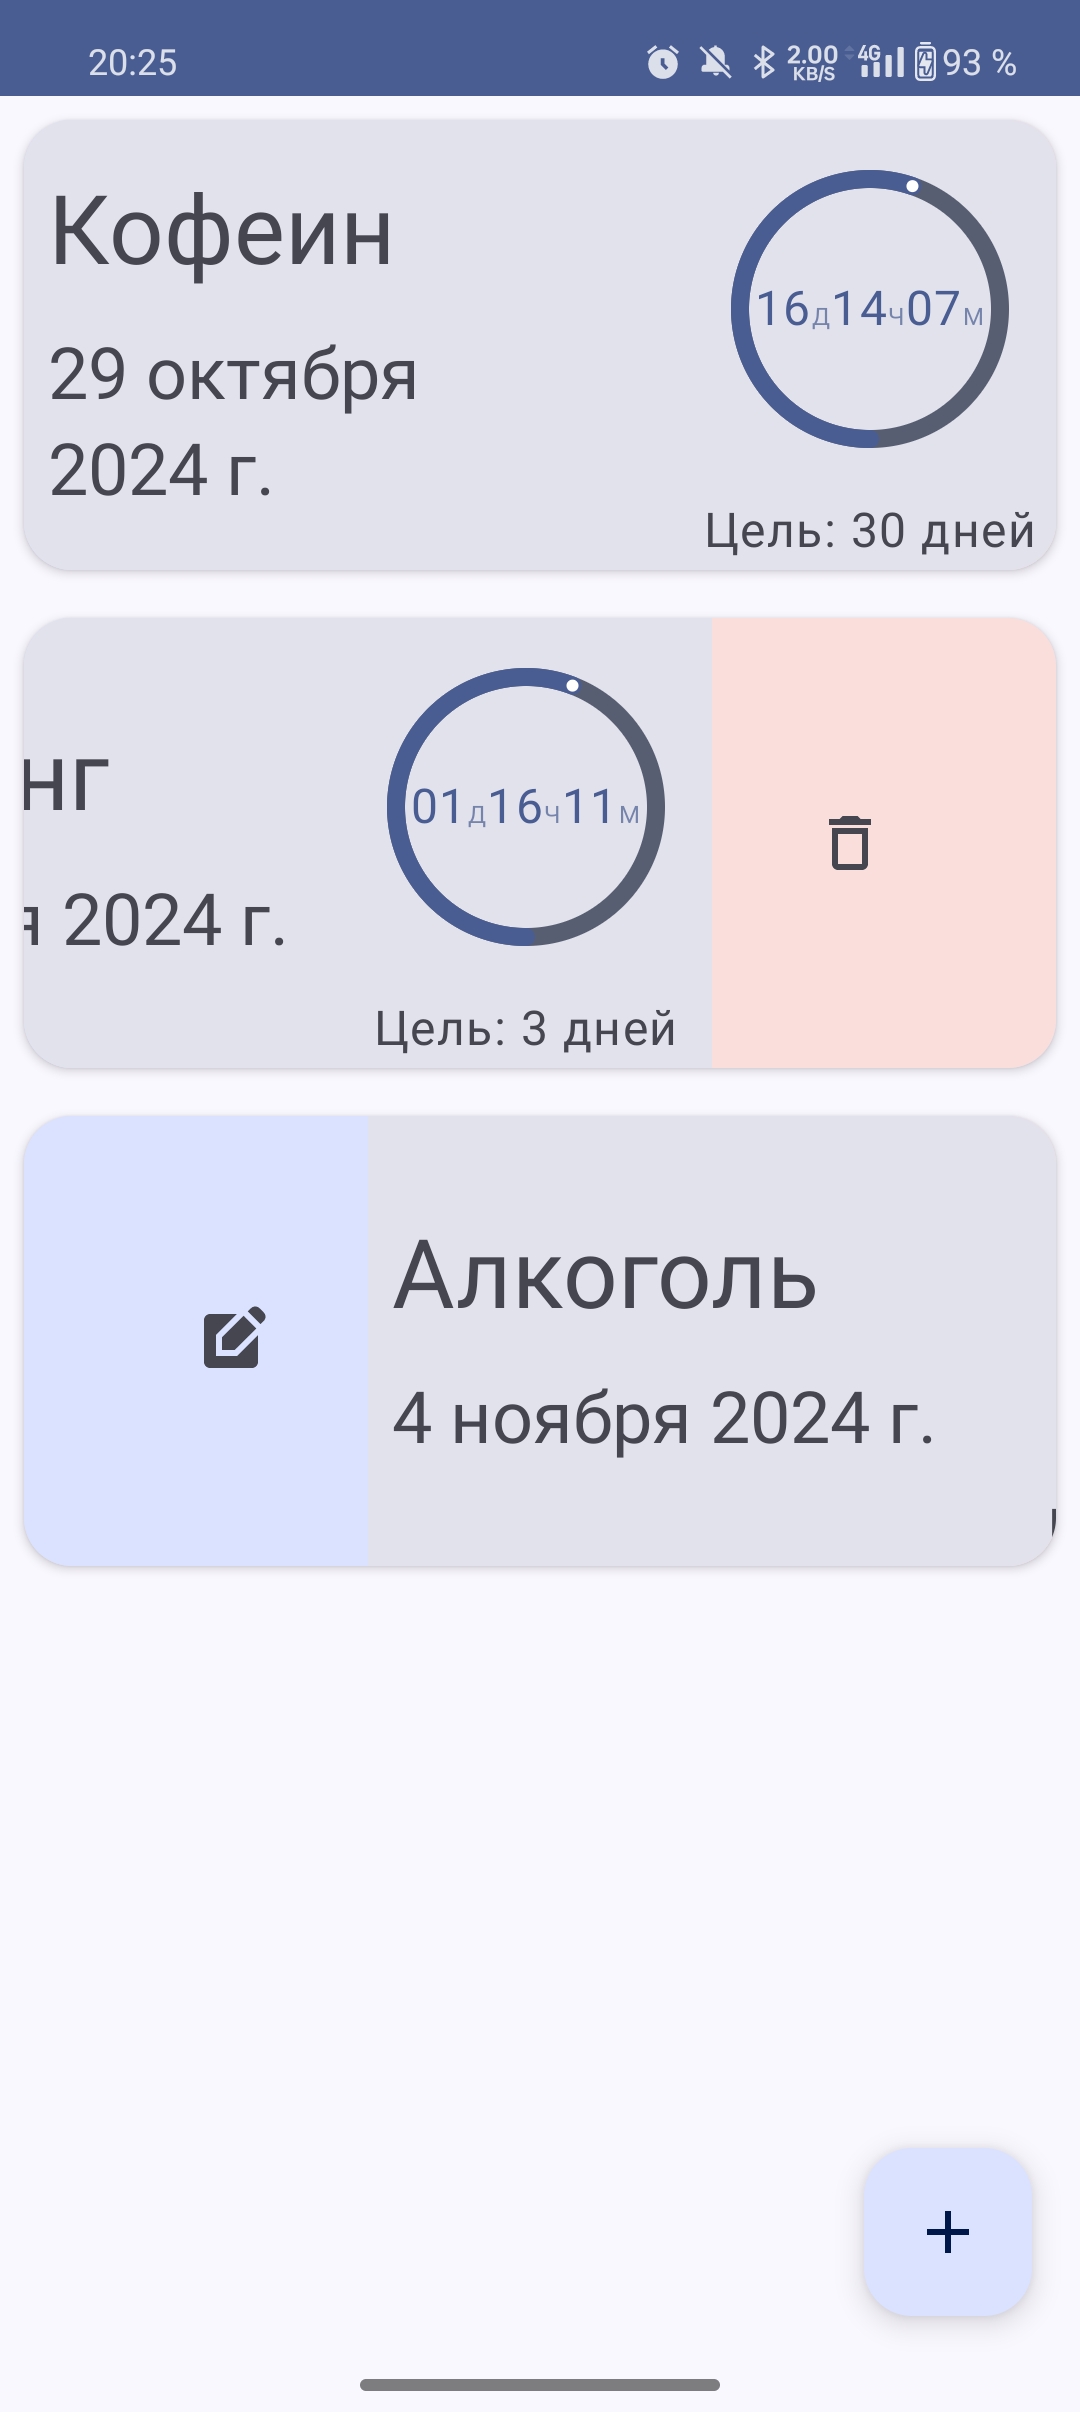 20:25
2.00 KB/S 4G 93 %
Кофеин
29 октября
2024 г.
16д14ч07м
Цель: 30 дней
нг
я 2024 г.
01д16ч11м
Цель: 3 дней
Алкоголь
4 ноября 2024 г.